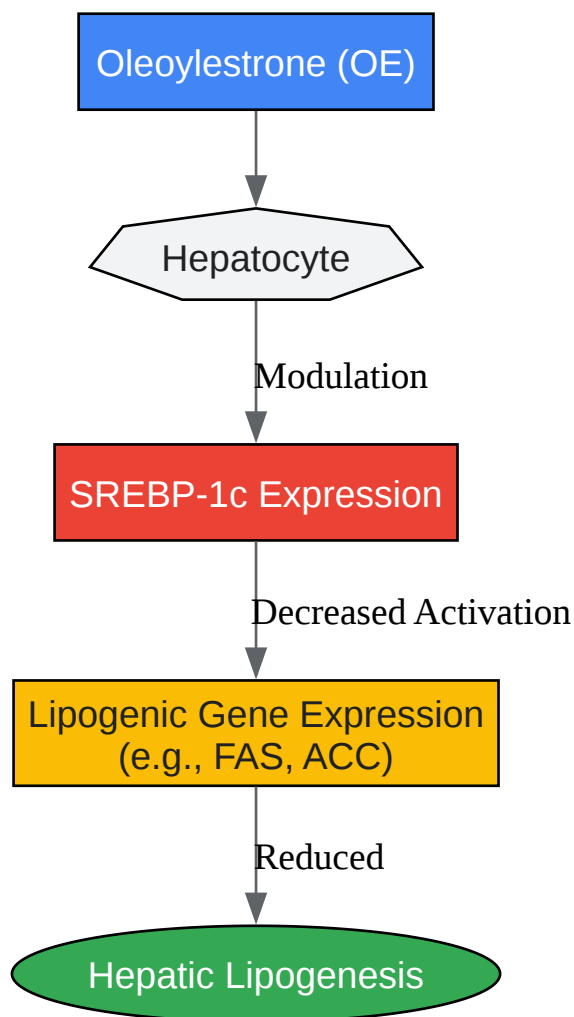 Oleoylestrone (OE)
Hepatocyte
Modulation
SREBP-1c Expression
Decreased Activation
Lipogenic Gene Expression
(e.g., FAS, ACC)
Reduced
Hepatic Lipogenesis